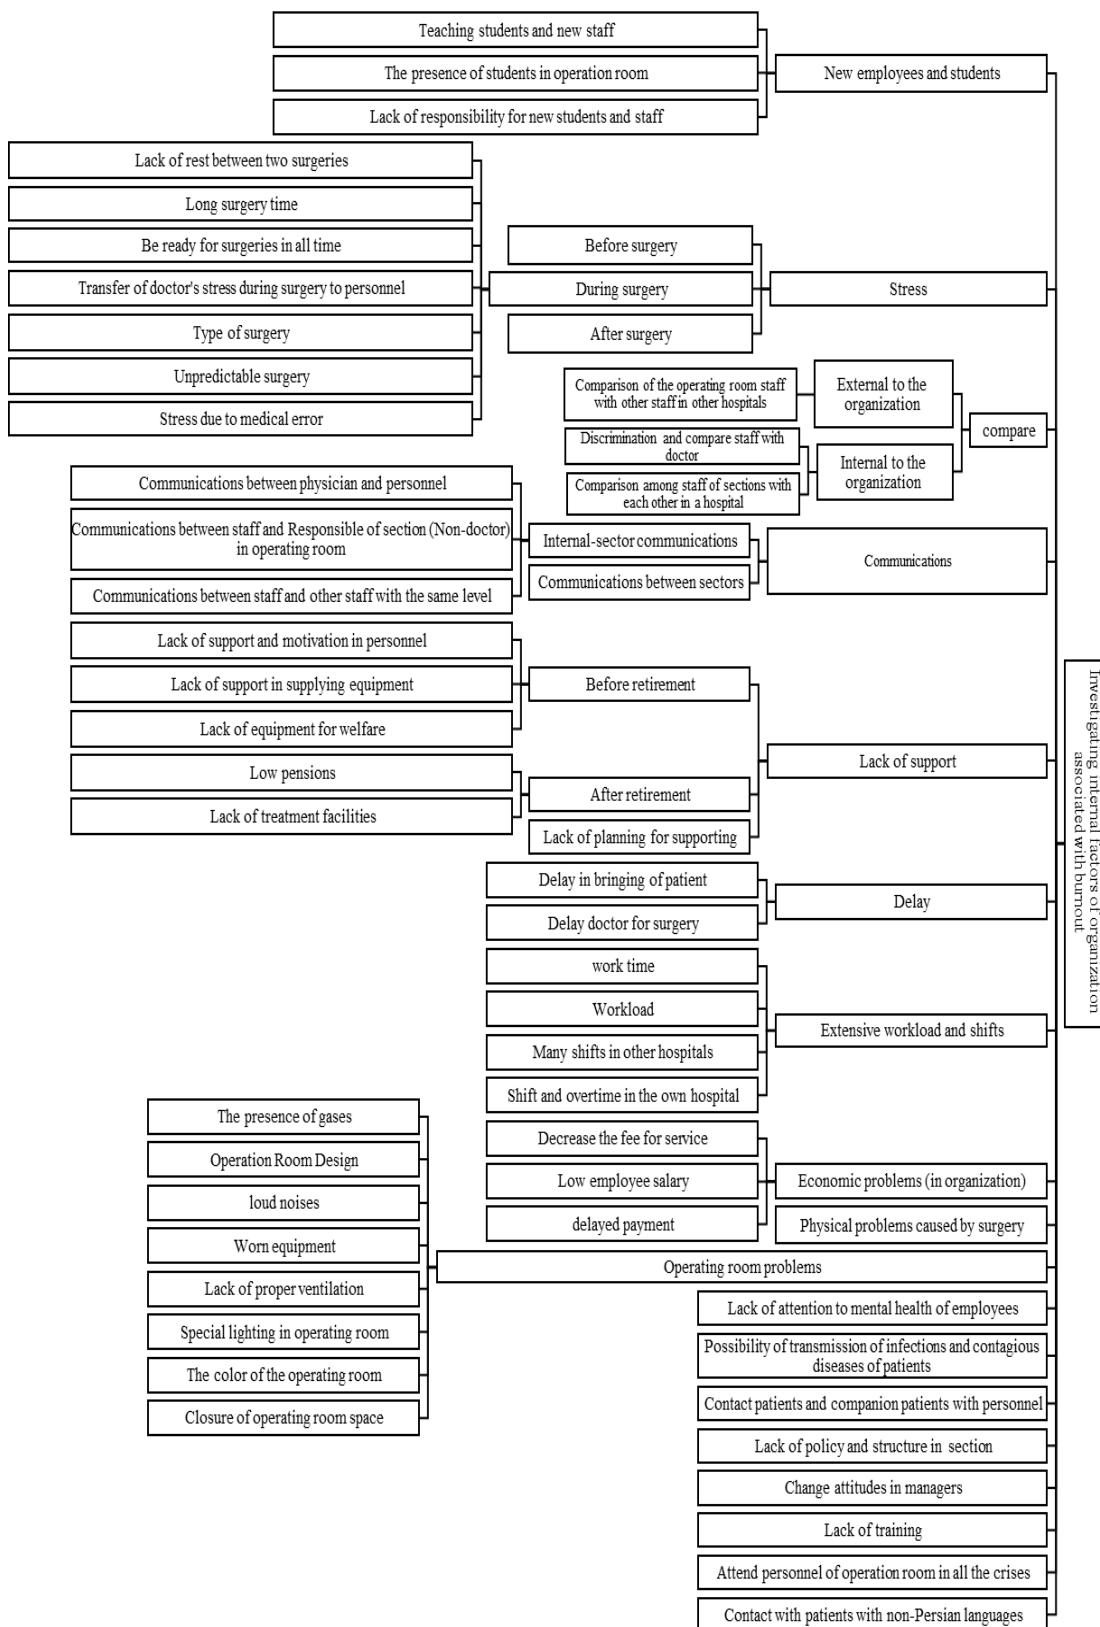 Teaching students and new staff
The presence of students in operation room
Lack of responsibility for new students and staff
New employees and students
Lack of rest between two surgeries
Long surgery time
Be ready for surgeries in all time
Transfer of doctor's stress during surgery to personnel
Type of surgery
Unpredictable surgery
Stress due to medical error
Before surgery
During surgery
After surgery
Stress
Comparison of the operating room staff
with other staff in other hospitals
Discrimination and compare staff with
doctor
Comparison among staff of sections with
each other in a hospital
External to the
organization
Internal to the
organization
compare
Communications between physician and personnel
Communications between staff and Responsible of section (Non-doctor)
in operating room
Communications between staff and other staff with the same level
Internal-sector communications
Communications between sectors
Communications
Lack of support and motivation in personnel
Lack of support in supplying equipment
Lack of equipment for welfare
Low pensions
Lack of treatment facilities
Before retirement
After retirement
Lack of planning for supporting
Lack of support
Delay in bringing of patient
Delay doctor for surgery
Delay
work time
Workload
Many shifts in other hospitals
Shift and overtime in the own hospital
Extensive workload and shifts
Decrease the fee for service
Low employee salary
delayed payment
Economic problems (in organization)
Physical problems caused by surgery
The presence of gases
Operation Room Design
loud noises
Worn equipment
Lack of proper ventilation
Special lighting in operating room
The color of the operating room
Closure of operating room space
Operating room problems
Lack of attention to mental health of employees
Possibility of transmission of infections and contagious
diseases of patients
Contact patients and companion patients with personnel
Lack of policy and structure in section
Change attitudes in managers
Lack of training
Attend personnel of operation room in all the crises
Contact with patients with non-Persian languages
Investigating internal factors of organization
associated with burnout